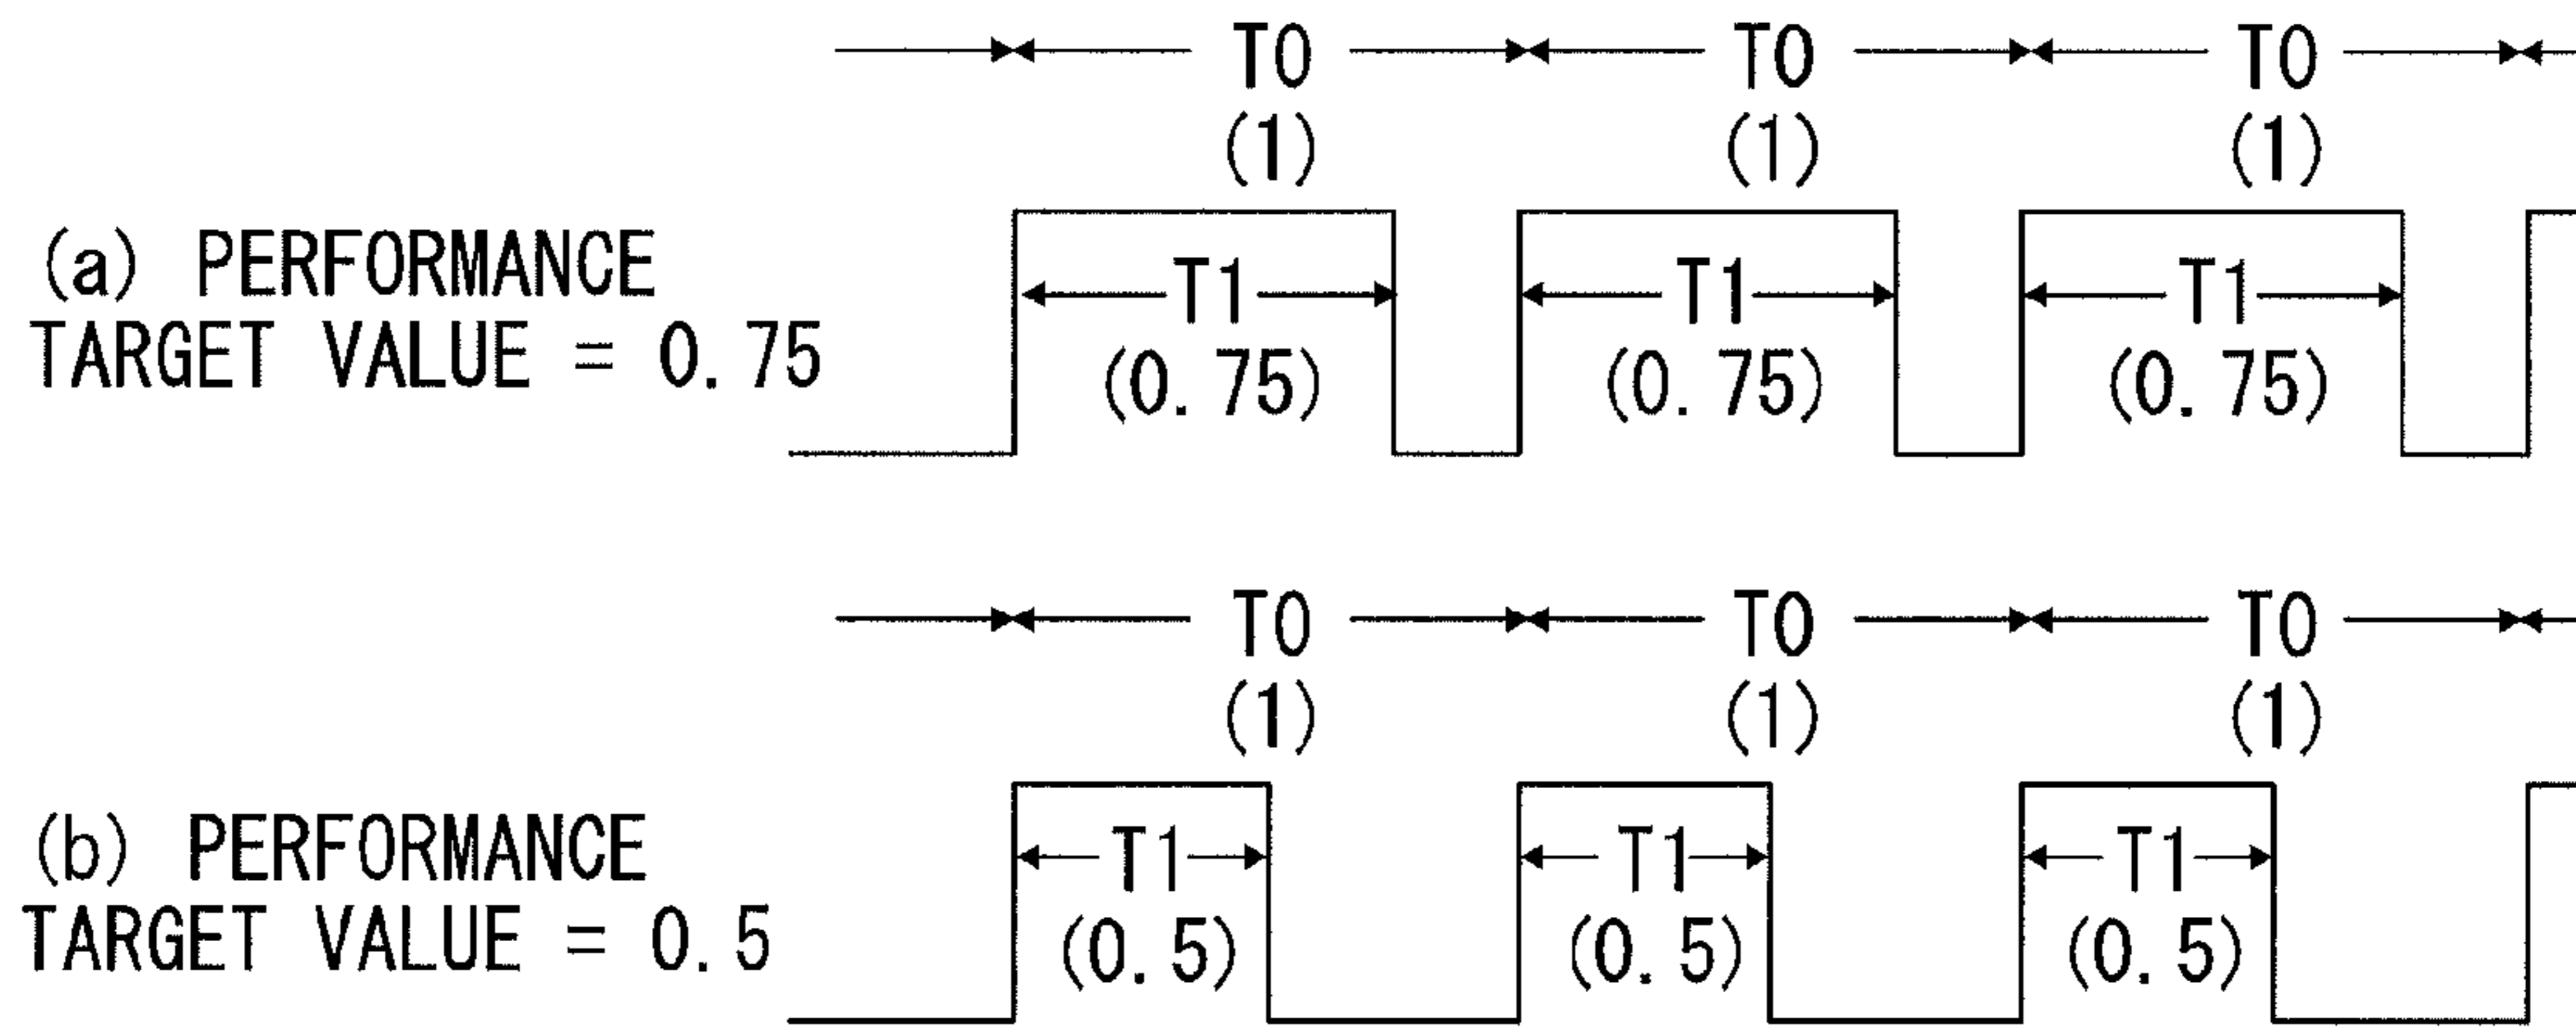 T0 T0 T0
(1) (1) (1)
(a) PERFORMANCE
TARGET VALUE = 0.75
T1 T1 T1
(0.75) (0.75) (0.75)
T0 T0 T0
(1) (1) (1)
(b) PERFORMANCE
TARGET VALUE = 0.5
T1 T1 T1
(0.5) (0.5) (0.5)